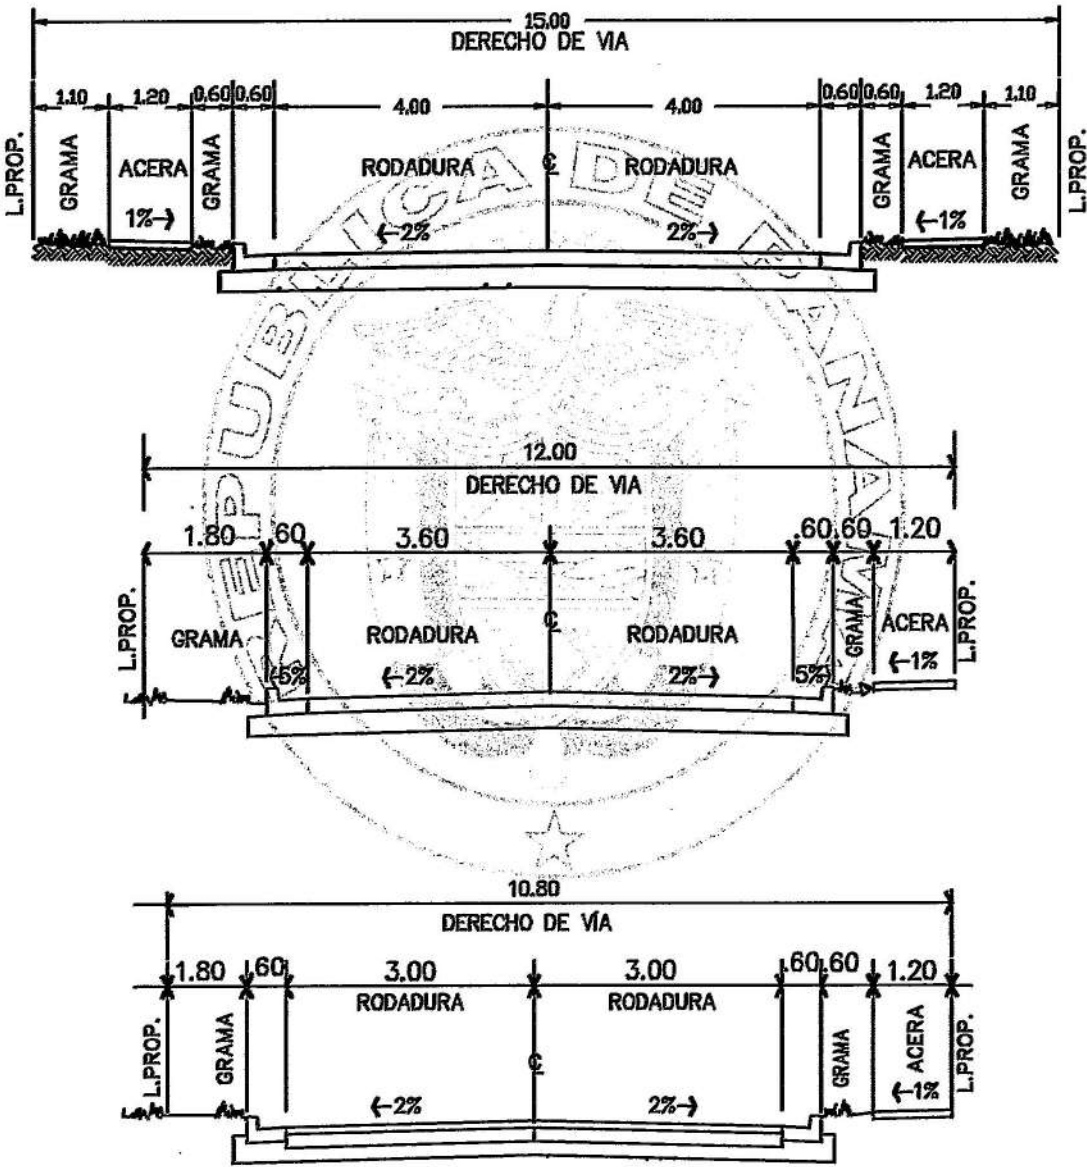 15.00
DERECHO DE VIA
1.10 1.20 0.60 0.60 4.00 4.00 0.60 0.60 1.20 1.10
L.PROP. GRAMA ACERA GRAMA RODADURA ℄ RODADURA GRAMA ACERA GRAMA L.PROP.
1%→ ←2% 2%→ ←1%
REPUBLICA DE PANAMA
12.00
DERECHO DE VIA
1.80 .60 3.60 3.60 .60 .60 1.20
L.PROP. GRAMA RODADURA ℄ RODADURA GRAMA ACERA L.PROP.
←5% ←2% 2%→ 5% ←1%
10.80
DERECHO DE VÍA
1.80 .60 3.00 3.00 .60 .60 1.20
L.PROP. GRAMA RODADURA ℄ RODADURA GRAMA ACERA L.PROP.
←2% 2%→ ←1%